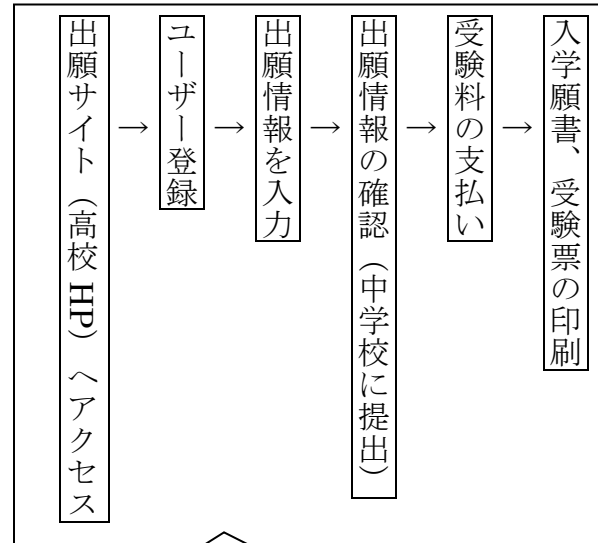 出願サイト（高校HP）へアクセス
→
ユーザー登録
→
出願情報を入力
→
出願情報の確認（中学校に提出）
→
受験料の支払い
→
入学願書、受験票の印刷